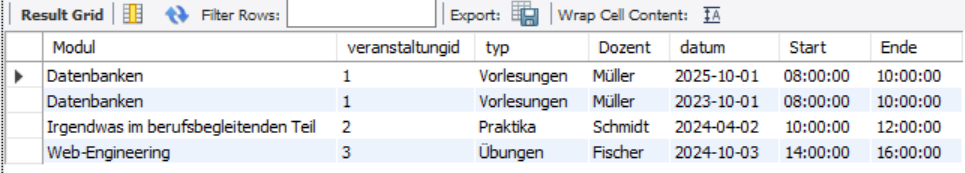 Result Grid Filter Rows: Export: Wrap Cell Content: IA
Modul veranstaltungid typ Dozent datum Start Ende
Datenbanken 1 Vorlesungen Müller 2025-10-01 08:00:00 10:00:00
Datenbanken 1 Vorlesungen Müller 2023-10-01 08:00:00 10:00:00
Irgendwas im berufsbegleitenden Teil 2 Praktika Schmidt 2024-04-02 10:00:00 12:00:00
Web-Engineering 3 Übungen Fischer 2024-10-03 14:00:00 16:00:00